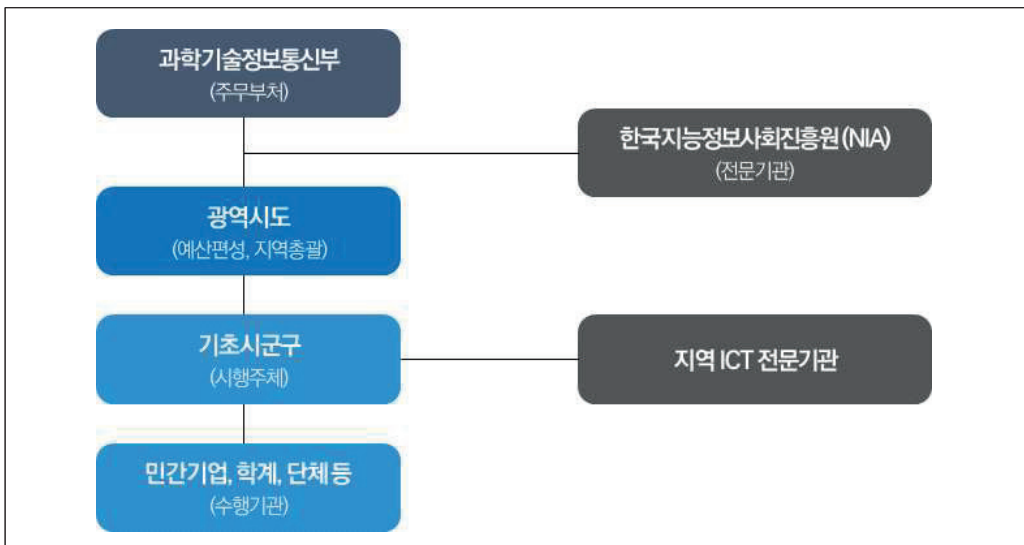 과학기술정보통신부
(주무부처)
한국지능정보사회진흥원(NIA)
(전문기관)
광역시도
(예산편성, 지역총괄)
기초시군구
(시행주체)
지역 ICT 전문기관
민간기업, 학계, 단체 등
(수행기관)